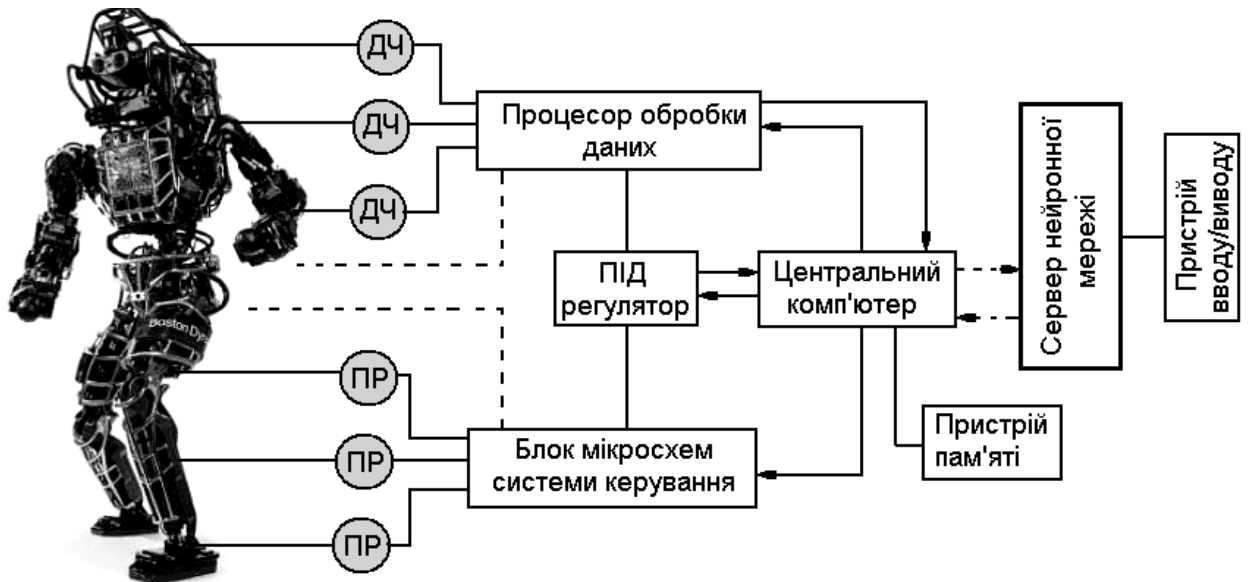 ДЧ
ДЧ
ДЧ
Процесор обробки
даних
ПІД
регулятор
Центральний
комп'ютер
Сервер нейронної
мережі
Пристрій
вводу/виводу
Boston Dy
ПР
ПР
ПР
Блок мікросхем
системи керування
Пристрій
пам'яті